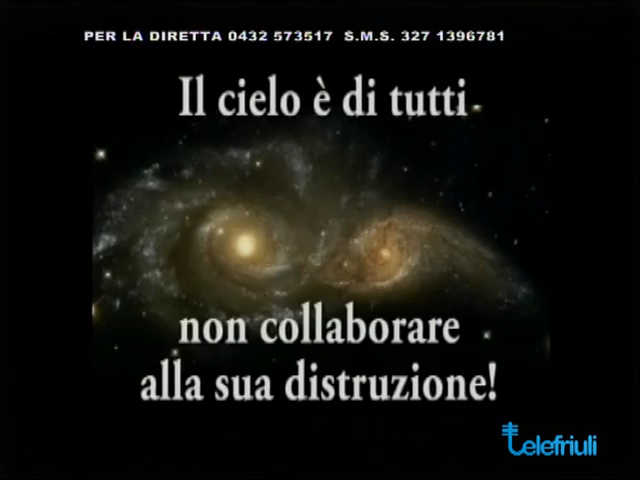 PER LA DIRETTA 0432 573517 S.M.S. 327 1396781
Il cielo è di tutti
non collaborare
alla sua distruzione!
telefriuli